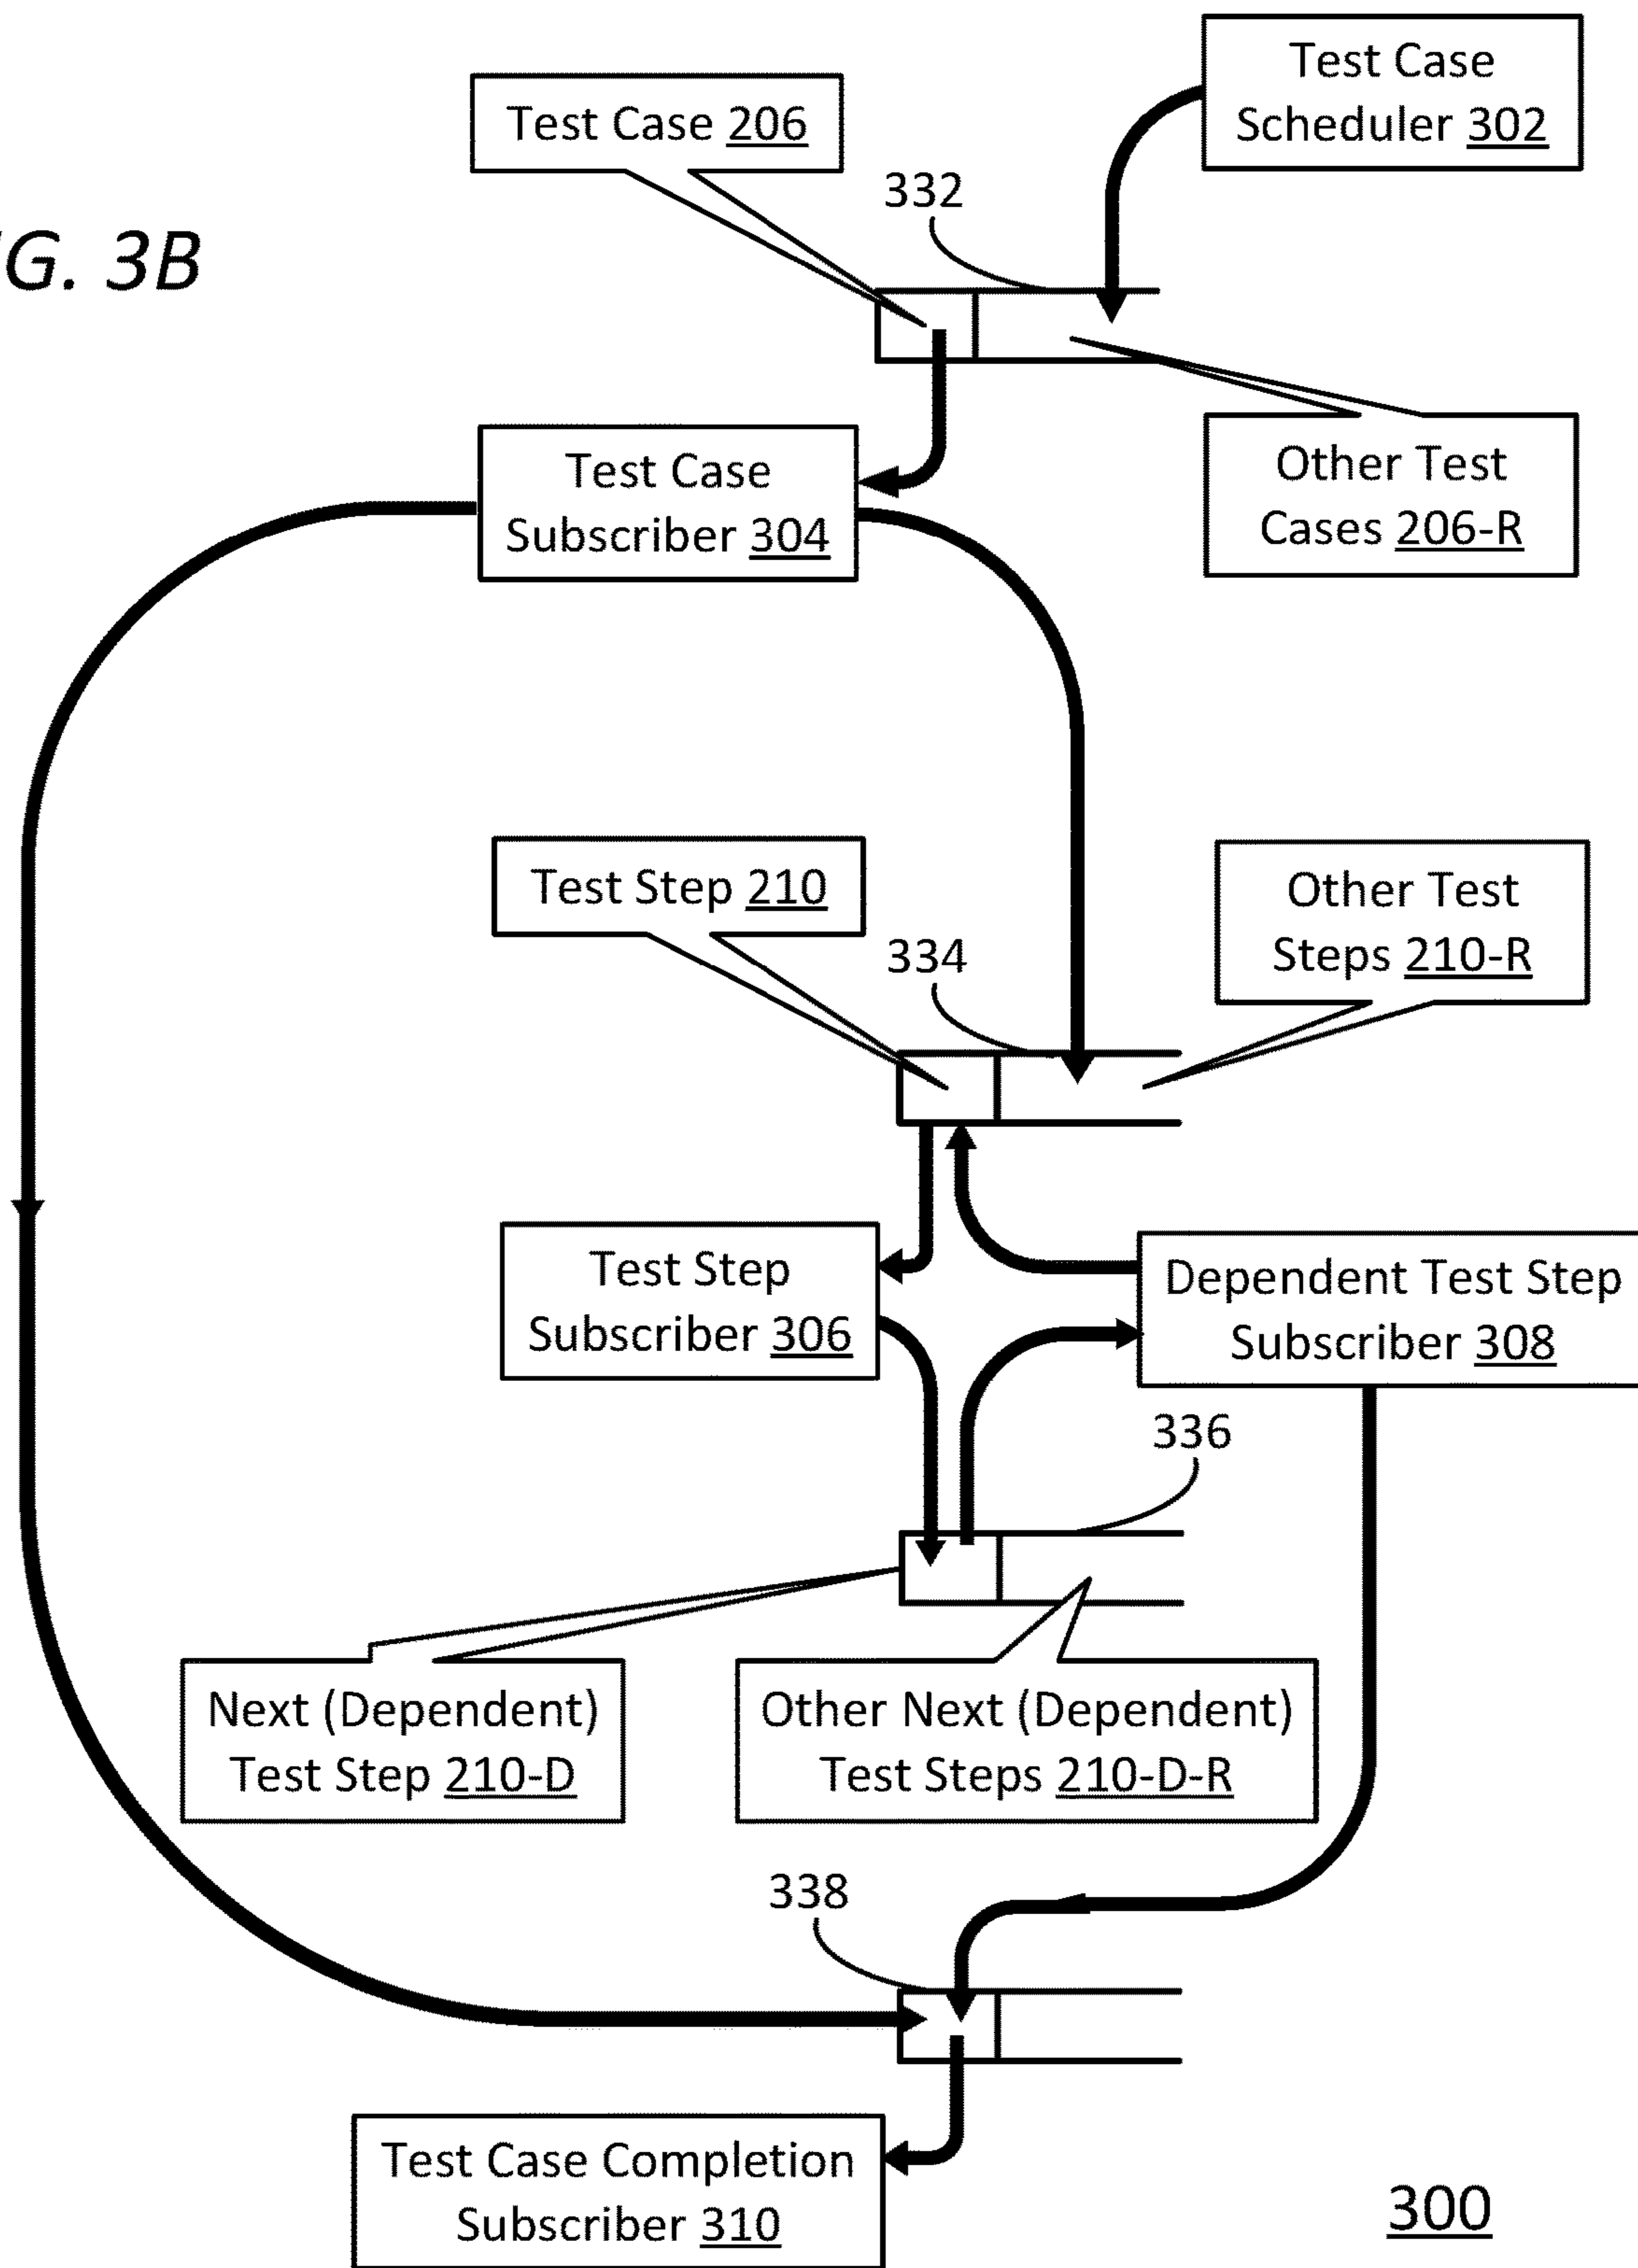 Test Case
Scheduler 302
Test Case 206
332
G. 3B
Test Case
Subscriber 304
Other Test
Cases 206-R
Test Step 210
Other Test
Steps 210-R
334
Test Step
Subscriber 306
Dependent Test Step
Subscriber 308
336
Next (Dependent)
Test Step 210-D
Other Next (Dependent)
Test Steps 210-D-R
338
Test Case Completion
Subscriber 310
300